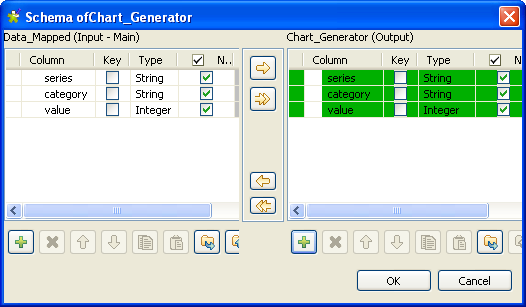 Schema ofChart_Generator
Data_Mapped (Input - Main)
Chart_Generator (Output)
Column Key Type N...
Column Key Type N
series String
series String
category String
category String
value Integer
value Integer
OK Cancel